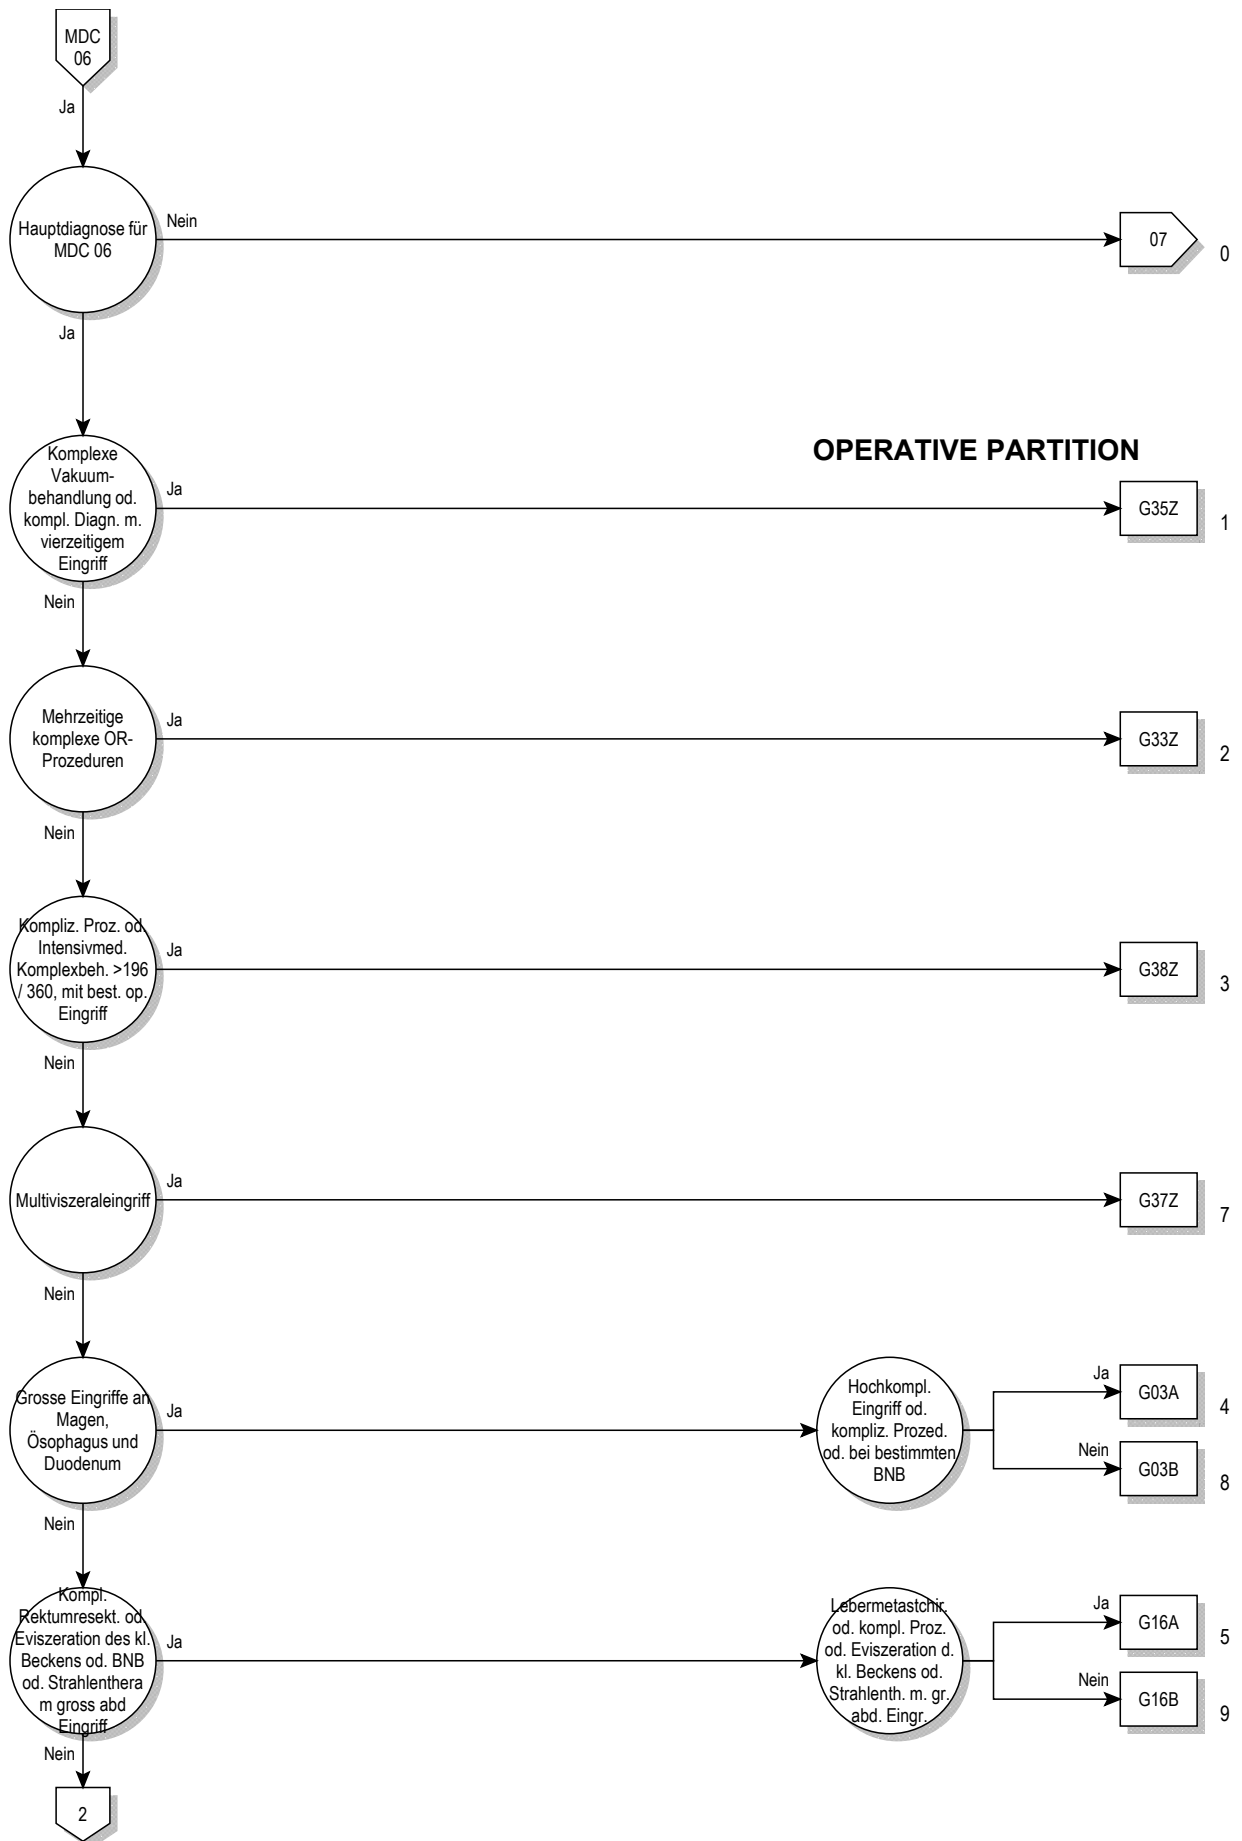 MDC
06
Ja
Hauptdiagnose für
MDC 06
Nein
07
0
Ja
OPERATIVE PARTITION
Komplexe
Vakuum-
behandlung od.
kompl. Diagn. m.
vierzeitigem
Eingriff
Ja
G35Z
1
Nein
Mehrzeitige
komplexe OR-
Prozeduren
Ja
G33Z
2
Nein
Kompliz. Proz. od.
Intensivmed.
Komplexbeh. >196
/ 360, mit best. op.
Eingriff
Ja
G38Z
3
Nein
Multiviszeraleingriff
Ja
G37Z
7
Nein
Grosse Eingriffe an
Magen,
Ösophagus und
Duodenum
Ja
Hochkompl.
Eingriff od.
kompliz. Prozed.
od. bei bestimmten
BNB
Ja
G03A
4
Nein
G03B
8
Nein
Kompl.
Rektumresekt. od.
Eviszeration des kl.
Beckens od. BNB
od. Strahlenthera
m gross abd
Eingriff
Ja
Lebermetastchir.
od. kompl. Proz.
od. Eviszeration d.
kl. Beckens od.
Strahlenth. m. gr.
abd. Eingr.
Ja
G16A
5
Nein
G16B
9
Nein
2